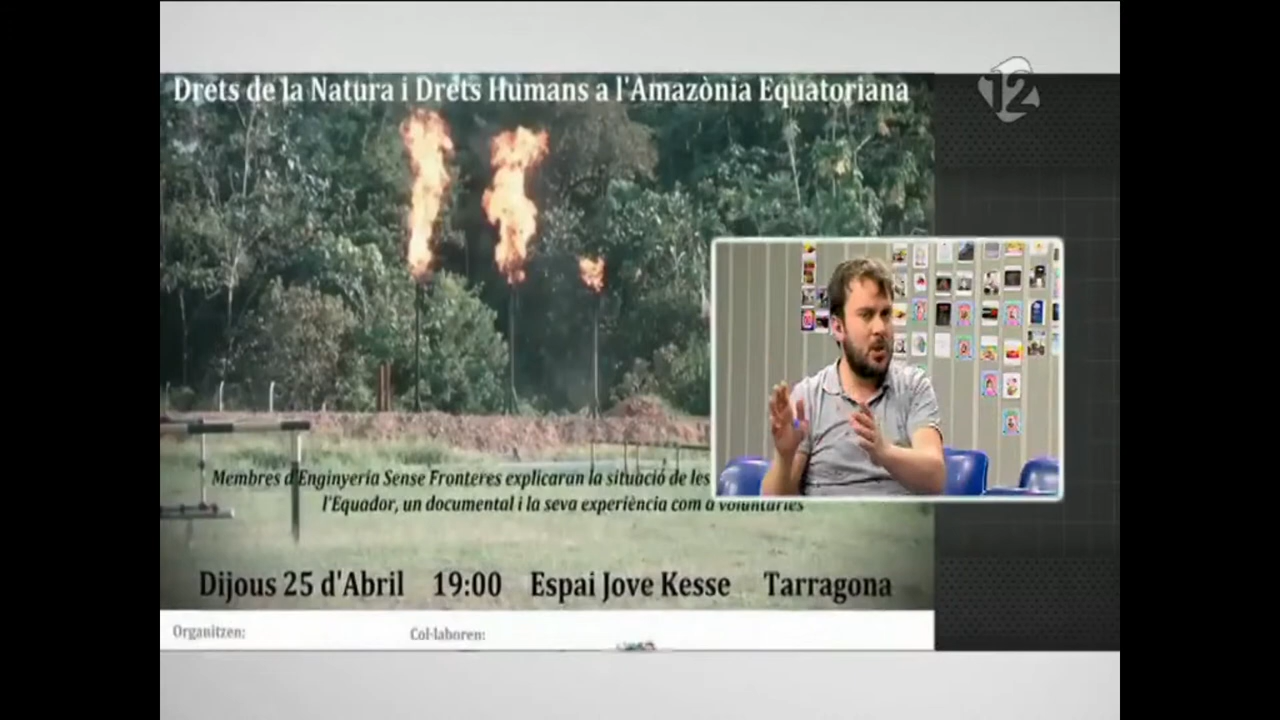 Drets de la Natura i Drets Humans a l'Amazònia Equatoriana
12
Membres d'Enginyeria Sense Fronteres explicaran la situació de les
l'Equador, un documental i la seva experiència com a voluntaries
Dijous 25 d'Abril 19:00 Espai Jove Kesse Tarragona
Organitzen:
Col·laboren: